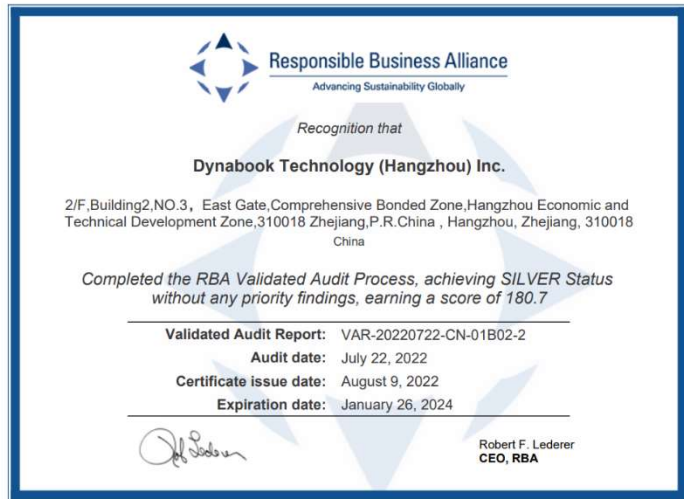 Responsible Business Alliance
Advancing Sustainability Globally
Recognition that
Dynabook Technology (Hangzhou) Inc.
2/F,Building2,NO.3，East Gate,Comprehensive Bonded Zone,Hangzhou Economic and
Technical Development Zone,310018 Zhejiang,P.R.China , Hangzhou, Zhejiang, 310018
China
Completed the RBA Validated Audit Process, achieving SILVER Status
without any priority findings, earning a score of 180.7
Validated Audit Report: VAR-20220722-CN-01B02-2
Audit date: July 22, 2022
Certificate issue date: August 9, 2022
Expiration date: January 26, 2024
Robert F. Lederer
CEO, RBA